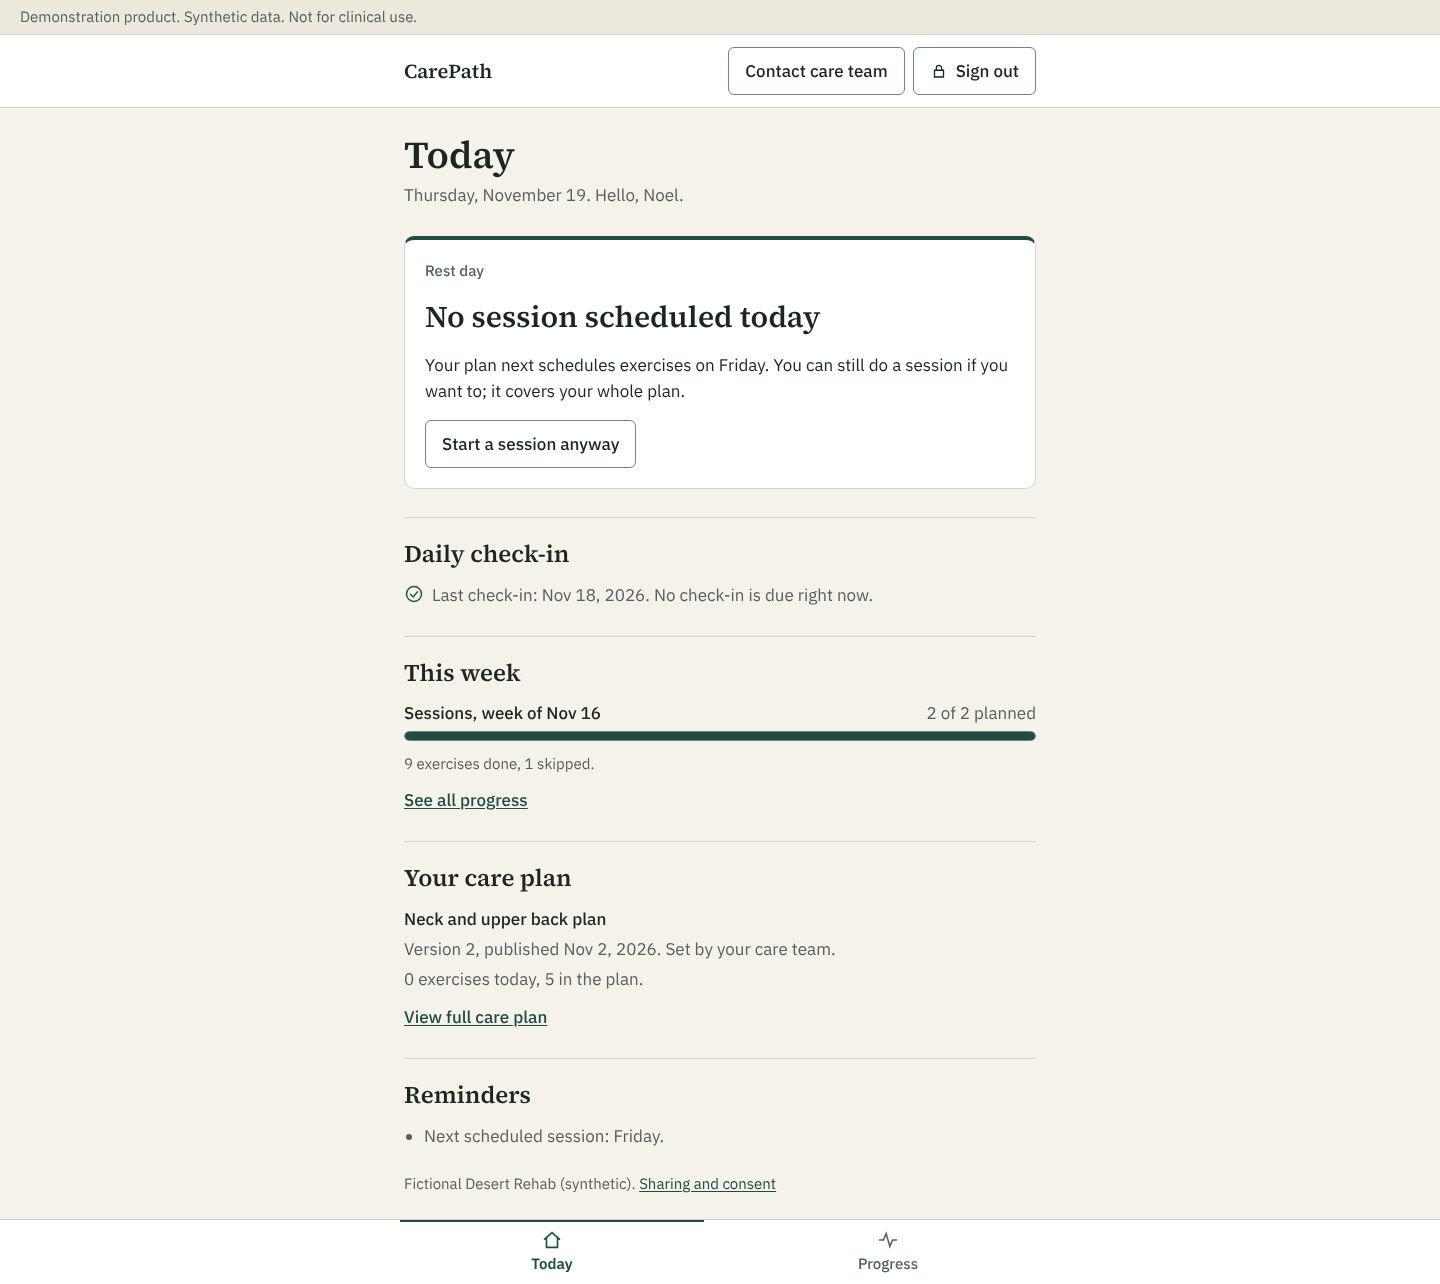 Demonstration product. Synthetic data. Not for clinical use.
CarePath
Contact care team
Sign out
Today
Thursday, November 19. Hello, Noel.
Rest day
No session scheduled today
Your plan next schedules exercises on Friday. You can still do a session if you
want to; it covers your whole plan.
Start a session anyway
Daily check-in
Last check-in: Nov 18, 2026. No check-in is due right now.
This week
Sessions, week of Nov 16
2 of 2 planned
9 exercises done, 1 skipped.
See all progress
Your care plan
Neck and upper back plan
Version 2, published Nov 2, 2026. Set by your care team.
0 exercises today, 5 in the plan.
View full care plan
Reminders
Next scheduled session: Friday.
Fictional Desert Rehab (synthetic). Sharing and consent
Today
Progress